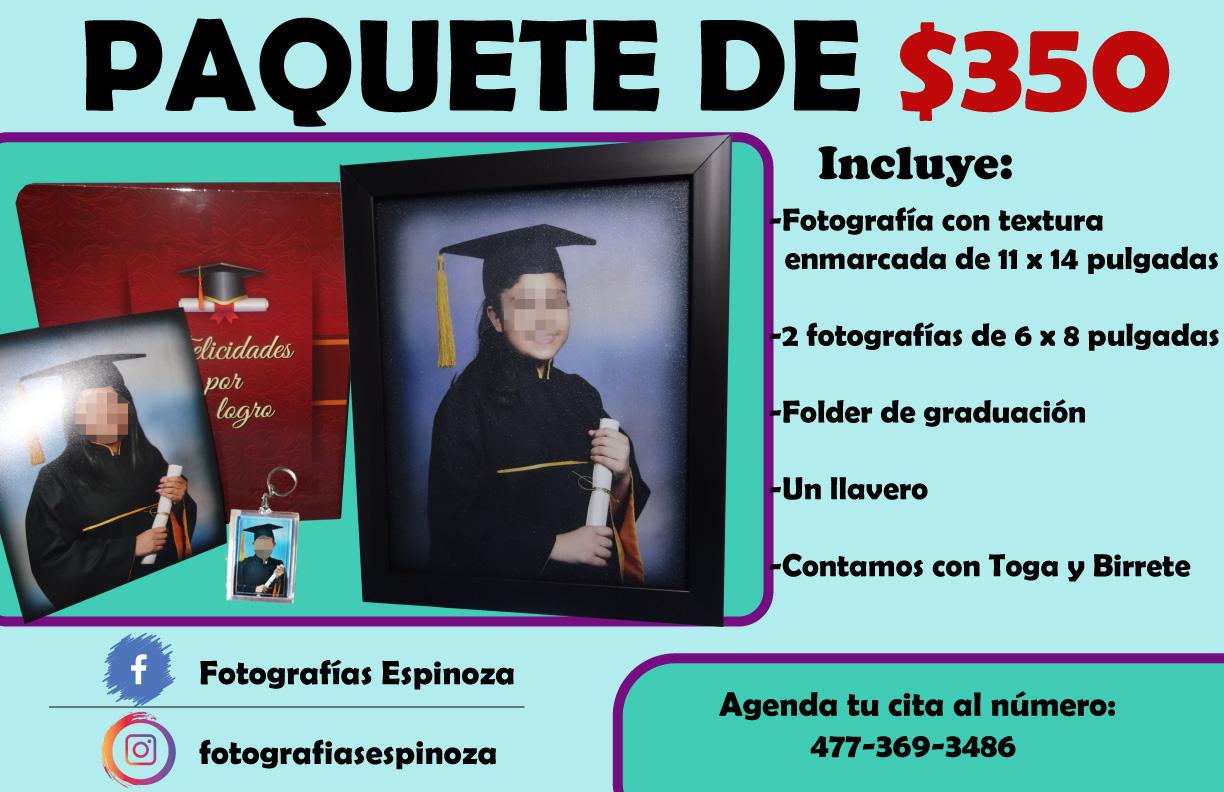 PAQUETE DE $350
Incluye:
-Fotografía con textura
enmarcada de 11 x 14 pulgadas
-2 fotografías de 6 x 8 pulgadas
-Folder de graduación
-Un llavero
-Contamos con Toga y Birrete
elicidades
por
logro
Fotografías Espinoza
fotografiasespinoza
Agenda tu cita al número:
477-369-3486